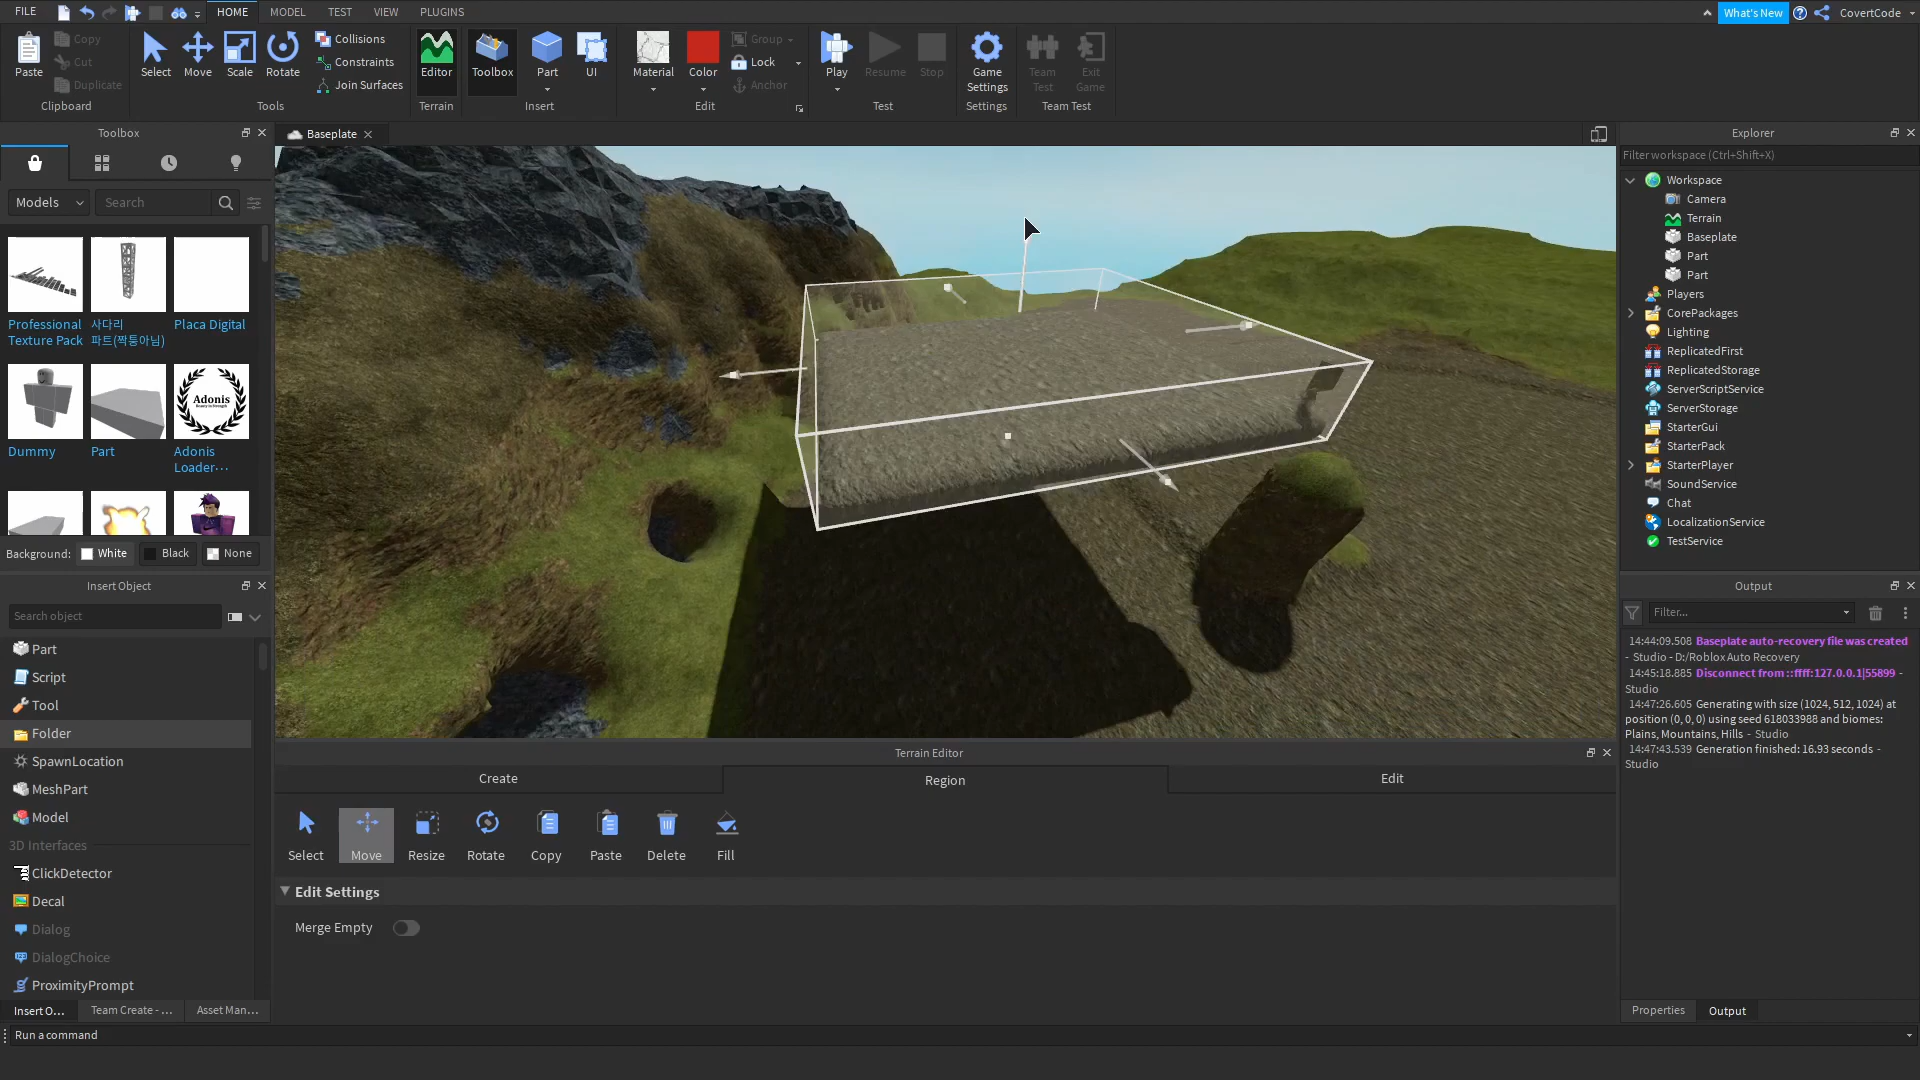 FILE
HOME
MODEL
TEST
VIEW
PLUGINS
What's New
CovertCode
Paste
Copy
Cut
Duplicate
Clipboard
Select
Move
Scale
Rotate
Collisions
Constraints
Join Surfaces
Tools
Editor
Terrain
Toolbox
Part
UI
Insert
Material
Color
Group
Lock
Anchor
Edit
Play
Resume
Stop
Test
Game
Settings
Settings
Team
Test
Exit
Game
Team Test
Toolbox
Models
Search
Professional
Texture Pack
사다리
파트(짝퉁아님)
Placa Digital
Dummy
Part
Adonis
Adonis
Loader···
Background:
White
Black
None
Insert Object
Search object
Part
Script
Tool
Folder
SpawnLocation
MeshPart
Model
3D Interfaces
ClickDetector
Decal
Dialog
DialogChoice
ProximityPrompt
Insert O...
Team Create - ...
Asset Man...
Run a command
Baseplate
Terrain Editor
Create
Region
Edit
Select
Move
Resize
Rotate
Copy
Paste
Delete
Fill
Edit Settings
Merge Empty
Explorer
Filter workspace (Ctrl+Shift+X)
Workspace
Camera
Terrain
Baseplate
Part
Part
Players
CorePackages
Lighting
ReplicatedFirst
ReplicatedStorage
ServerScriptService
ServerStorage
StarterGui
StarterPack
StarterPlayer
SoundService
Chat
LocalizationService
TestService
Output
Filter...
14:44:09.508 Baseplate auto-recovery file was created
- Studio - D:/Roblox Auto Recovery
14:45:18.885 Disconnect from ::ffff:127.0.0.1|55899 -
Studio
14:47:26.605 Generating with size (1024, 512, 1024) at
position (0, 0, 0) using seed 618033988 and biomes:
Plains, Mountains, Hills - Studio
14:47:43.539 Generation finished: 16.93 seconds -
Studio
Properties
Output